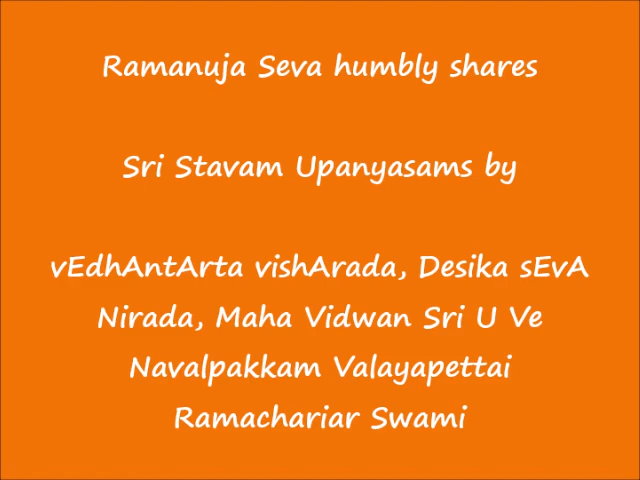 Ramanuja Seva humbly shares
Sri Stavam Upanyasams by
vEdhAntArta vishArada, Desika sEvA
Nirada, Maha Vidwan Sri U Ve
Navalpakkam Valayapettai
Ramachariar Swami